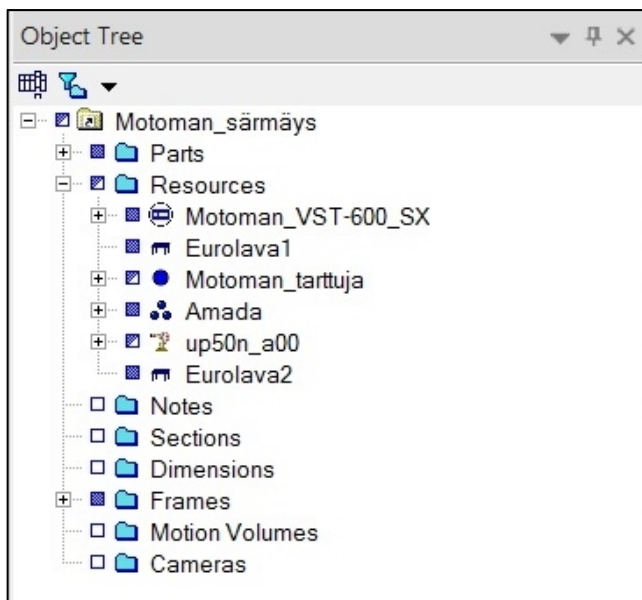 Object Tree
Motoman_särmäys
Parts
Resources
Motoman_VST-600_SX
Eurolava1
Motoman_tarttuja
Amada
up50n_a00
Eurolava2
Notes
Sections
Dimensions
Frames
Motion Volumes
Cameras